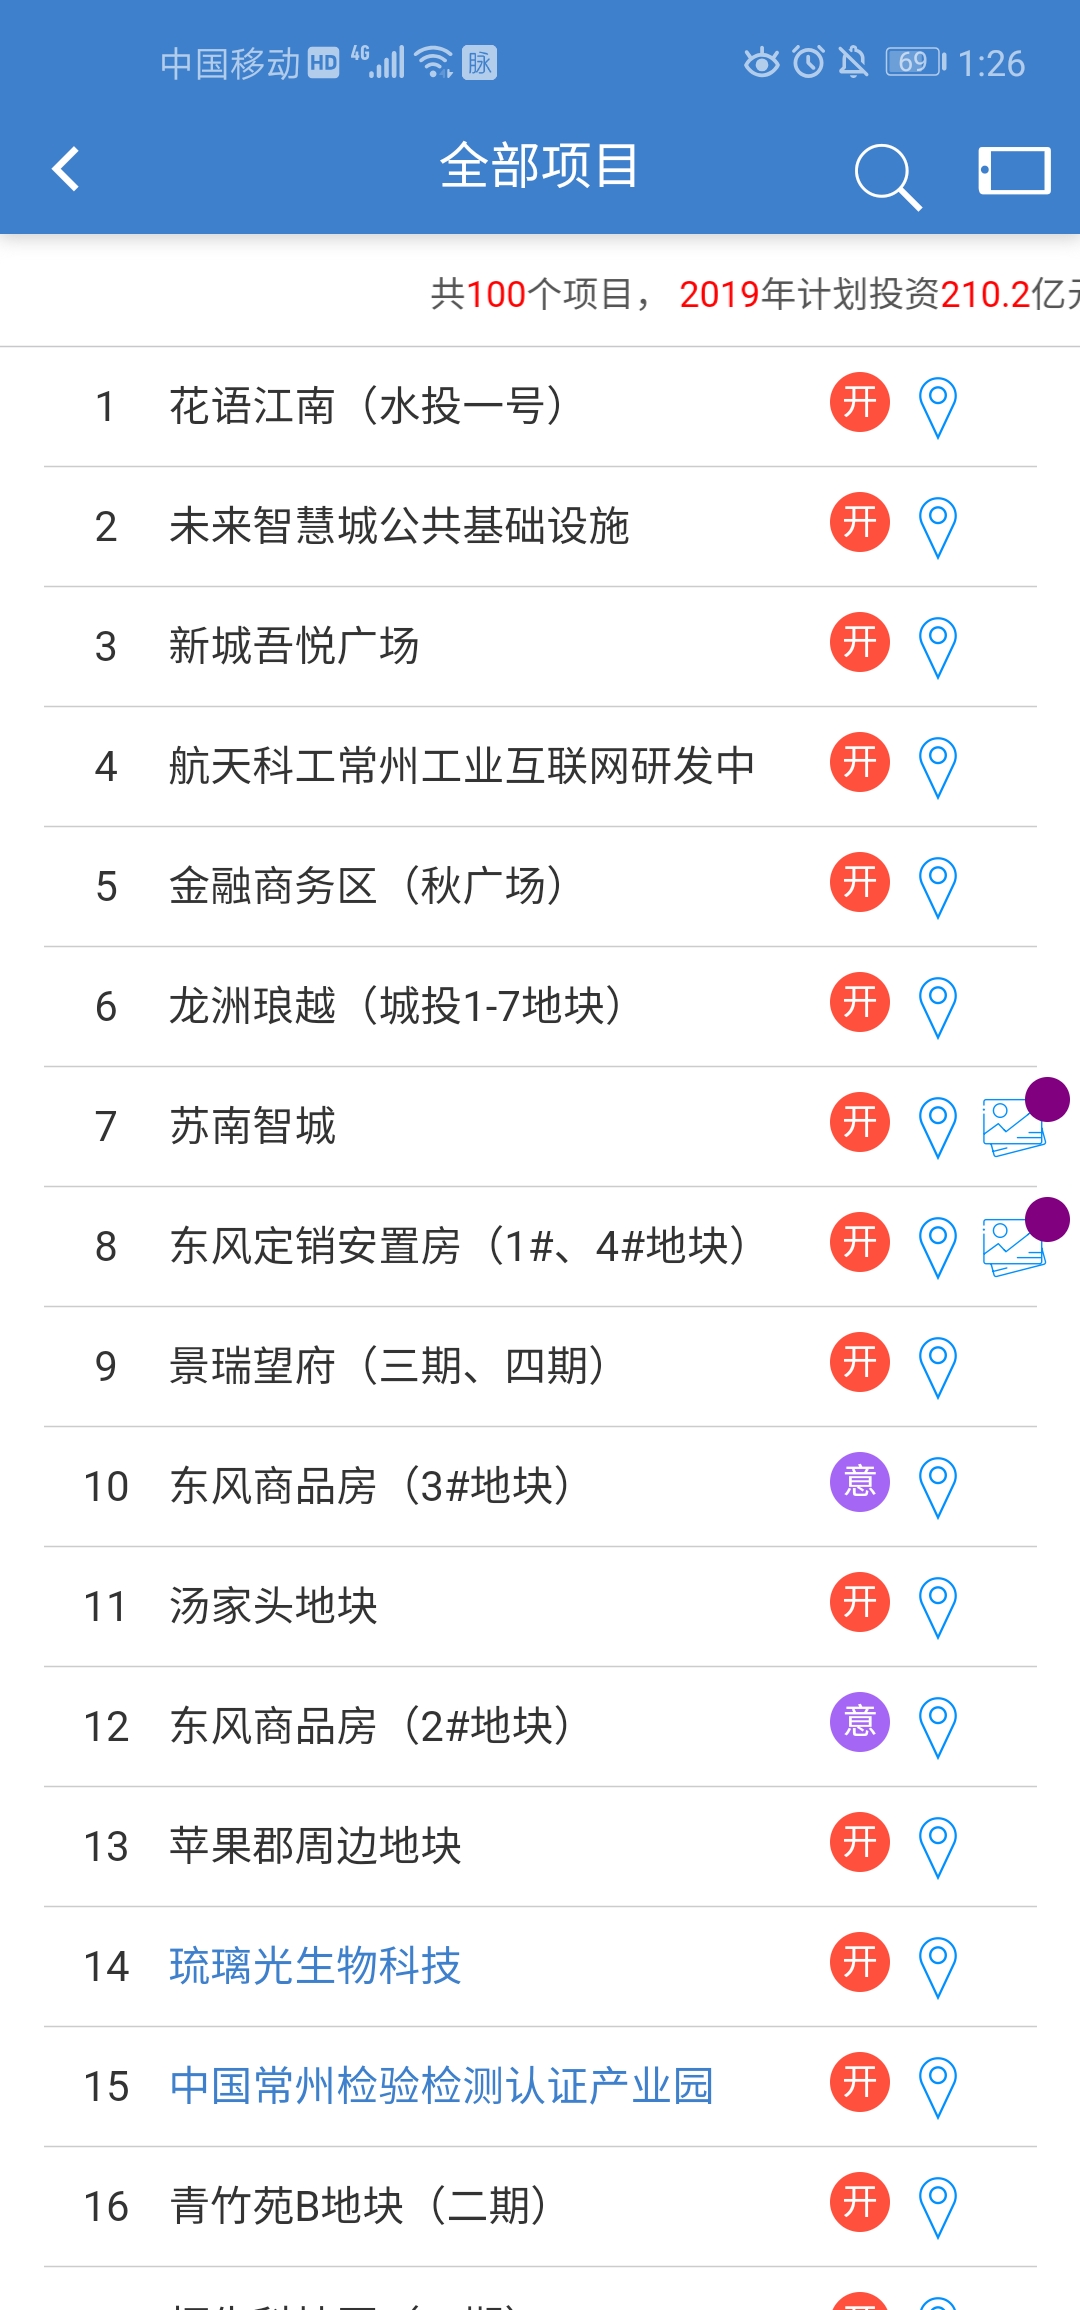 中国移动 HD 4G 脉 69 1:26
全部项目
共100个项目， 2019年计划投资210.2亿元
1 花语江南（水投一号） 开
2 未来智慧城公共基础设施 开
3 新城吾悦广场 开
4 航天科工常州工业互联网研发中 开
5 金融商务区（秋广场） 开
6 龙洲琅越（城投1-7地块） 开
7 苏南智城 开
8 东风定销安置房（1#、4#地块） 开
9 景瑞望府（三期、四期） 开
10 东风商品房（3#地块） 意
11 汤家头地块 开
12 东风商品房（2#地块） 意
13 苹果郡周边地块 开
14 琉璃光生物科技 开
15 中国常州检验检测认证产业园 开
16 青竹苑B地块（二期） 开